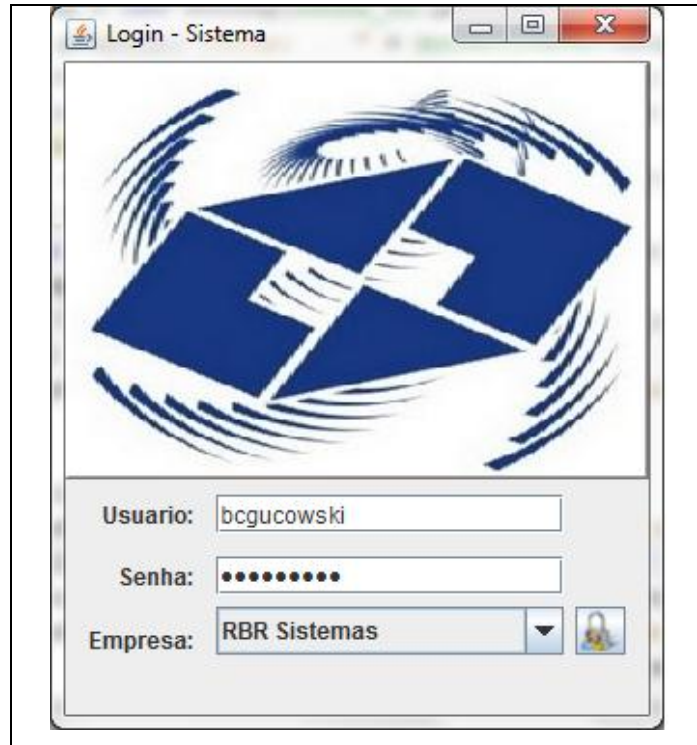 Login - Sistema
Usuario: bcgucowski
Senha: •••••••••
Empresa: RBR Sistemas